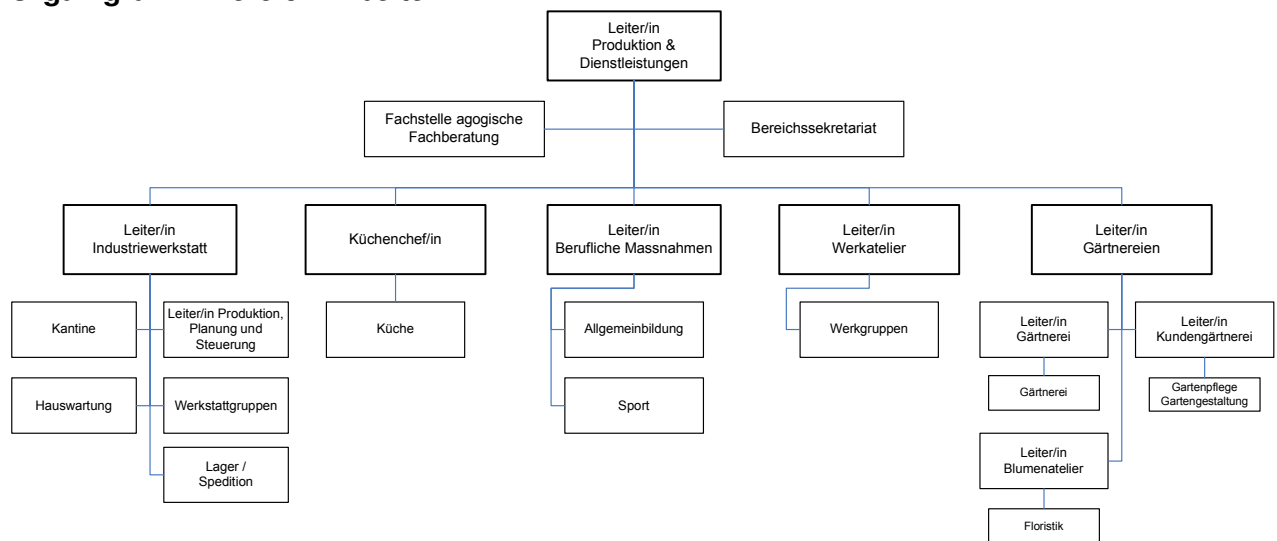 Leiter/in
Produktion &
Dienstleistungen
Fachstelle agogische
Fachberatung
Bereichssekretariat
Leiter/in
Industriewerkstatt
Küchenchef/in
Leiter/in
Berufliche Massnahmen
Leiter/in
Werkatelier
Leiter/in
Gärtnereien
Kantine
Leiter/in Produktion,
Planung und
Steuerung
Küche
Allgemeinbildung
Werkgruppen
Leiter/in
Gärtnerei
Leiter/in
Kundengärtnerei
Hauswartung
Werkstattgruppen
Sport
Gärtnerei
Gartenpflege
Gartengestaltung
Lager /
Spedition
Leiter/in
Blumenatelier
Floristik